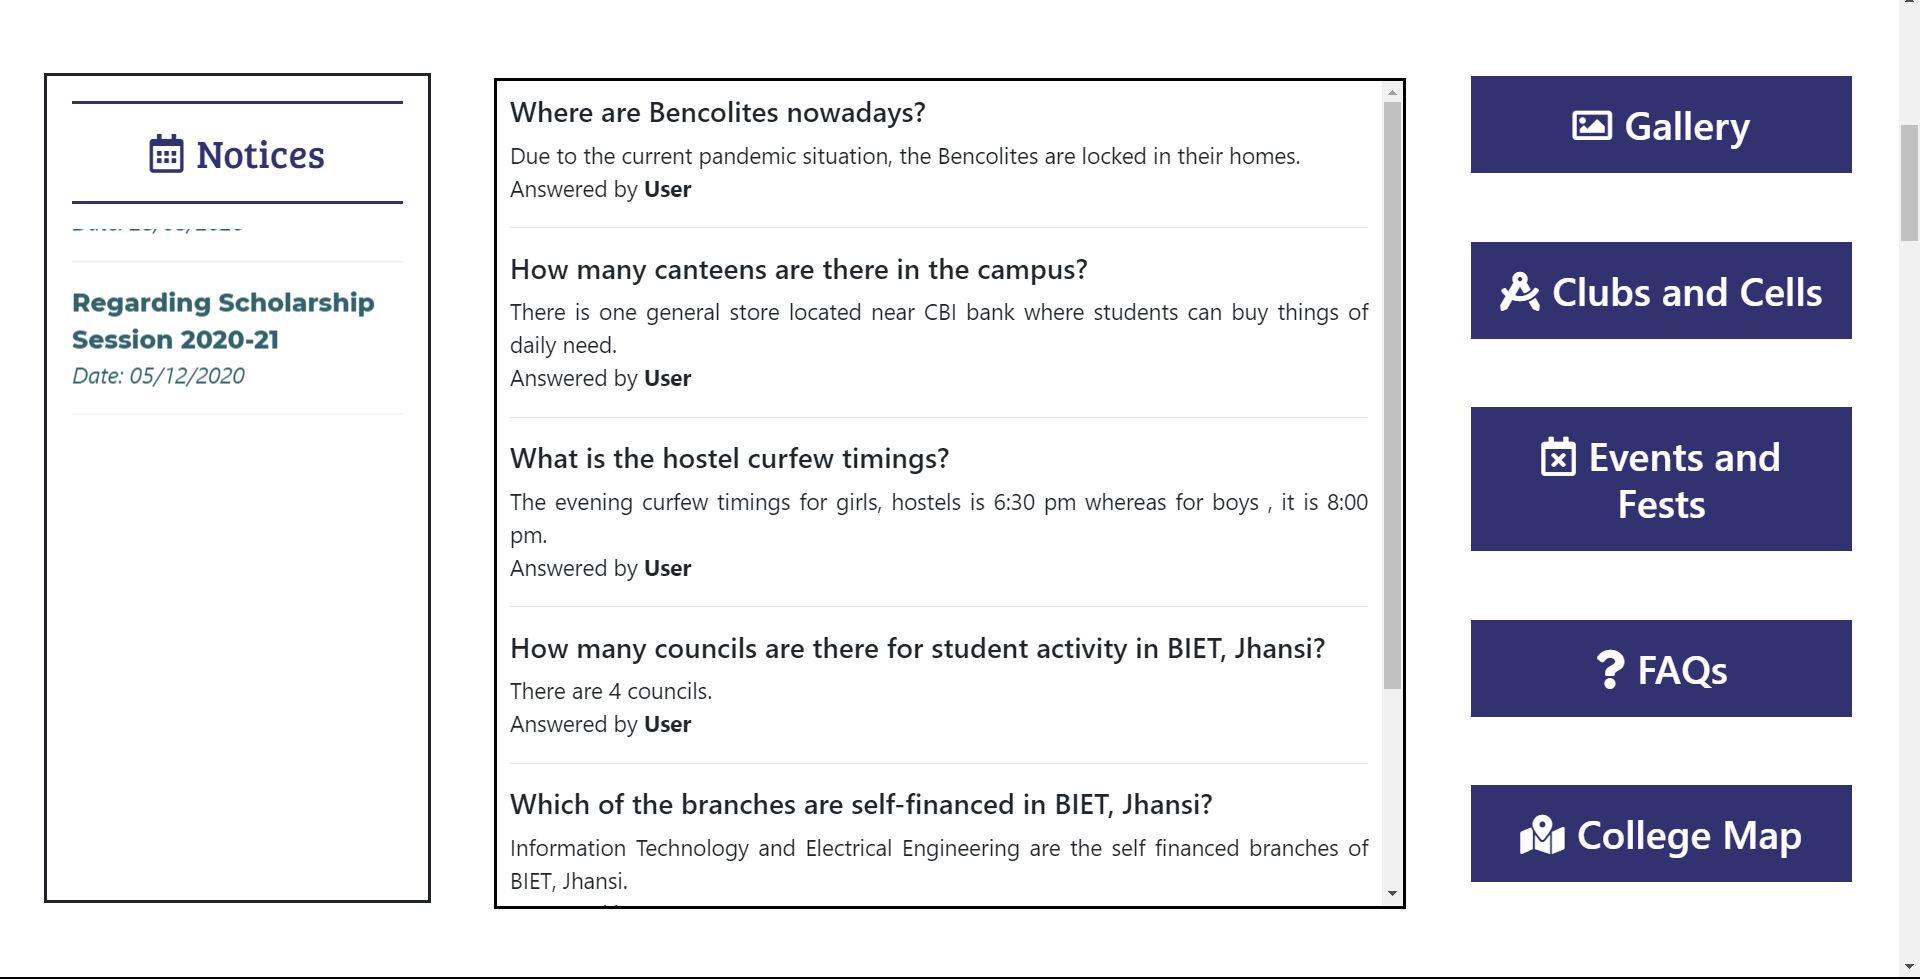 Notices
Regarding Scholarship
Session 2020-21
Date: 05/12/2020
Where are Bencolites nowadays?
Due to the current pandemic situation, the Bencolites are locked in their homes.
Answered by User
How many canteens are there in the campus?
There is one general store located near CBI bank where students can buy things of
daily need.
Answered by User
What is the hostel curfew timings?
The evening curfew timings for girls, hostels is 6:30 pm whereas for boys , it is 8:00
pm.
Answered by User
How many councils are there for student activity in BIET, Jhansi?
There are 4 councils.
Answered by User
Which of the branches are self-financed in BIET, Jhansi?
Information Technology and Electrical Engineering are the self financed branches of
BIET, Jhansi.
Gallery
Clubs and Cells
Events and
Fests
FAQs
College Map